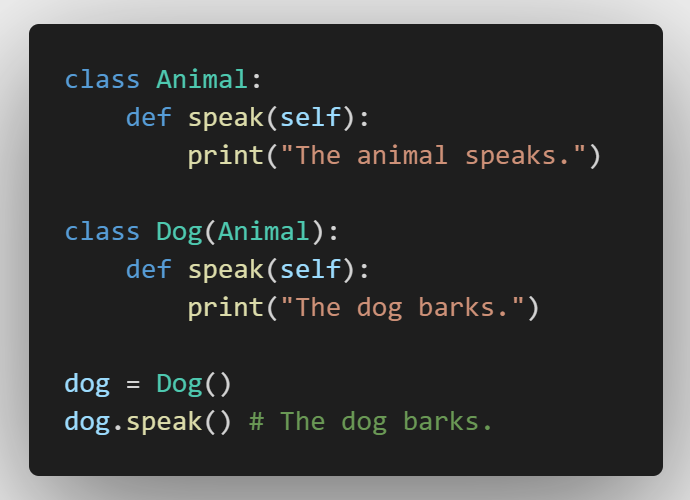 class Animal:
    def speak(self):
        print("The animal speaks.")

class Dog(Animal):
    def speak(self):
        print("The dog barks.")

dog = Dog()
dog.speak() # The dog barks.